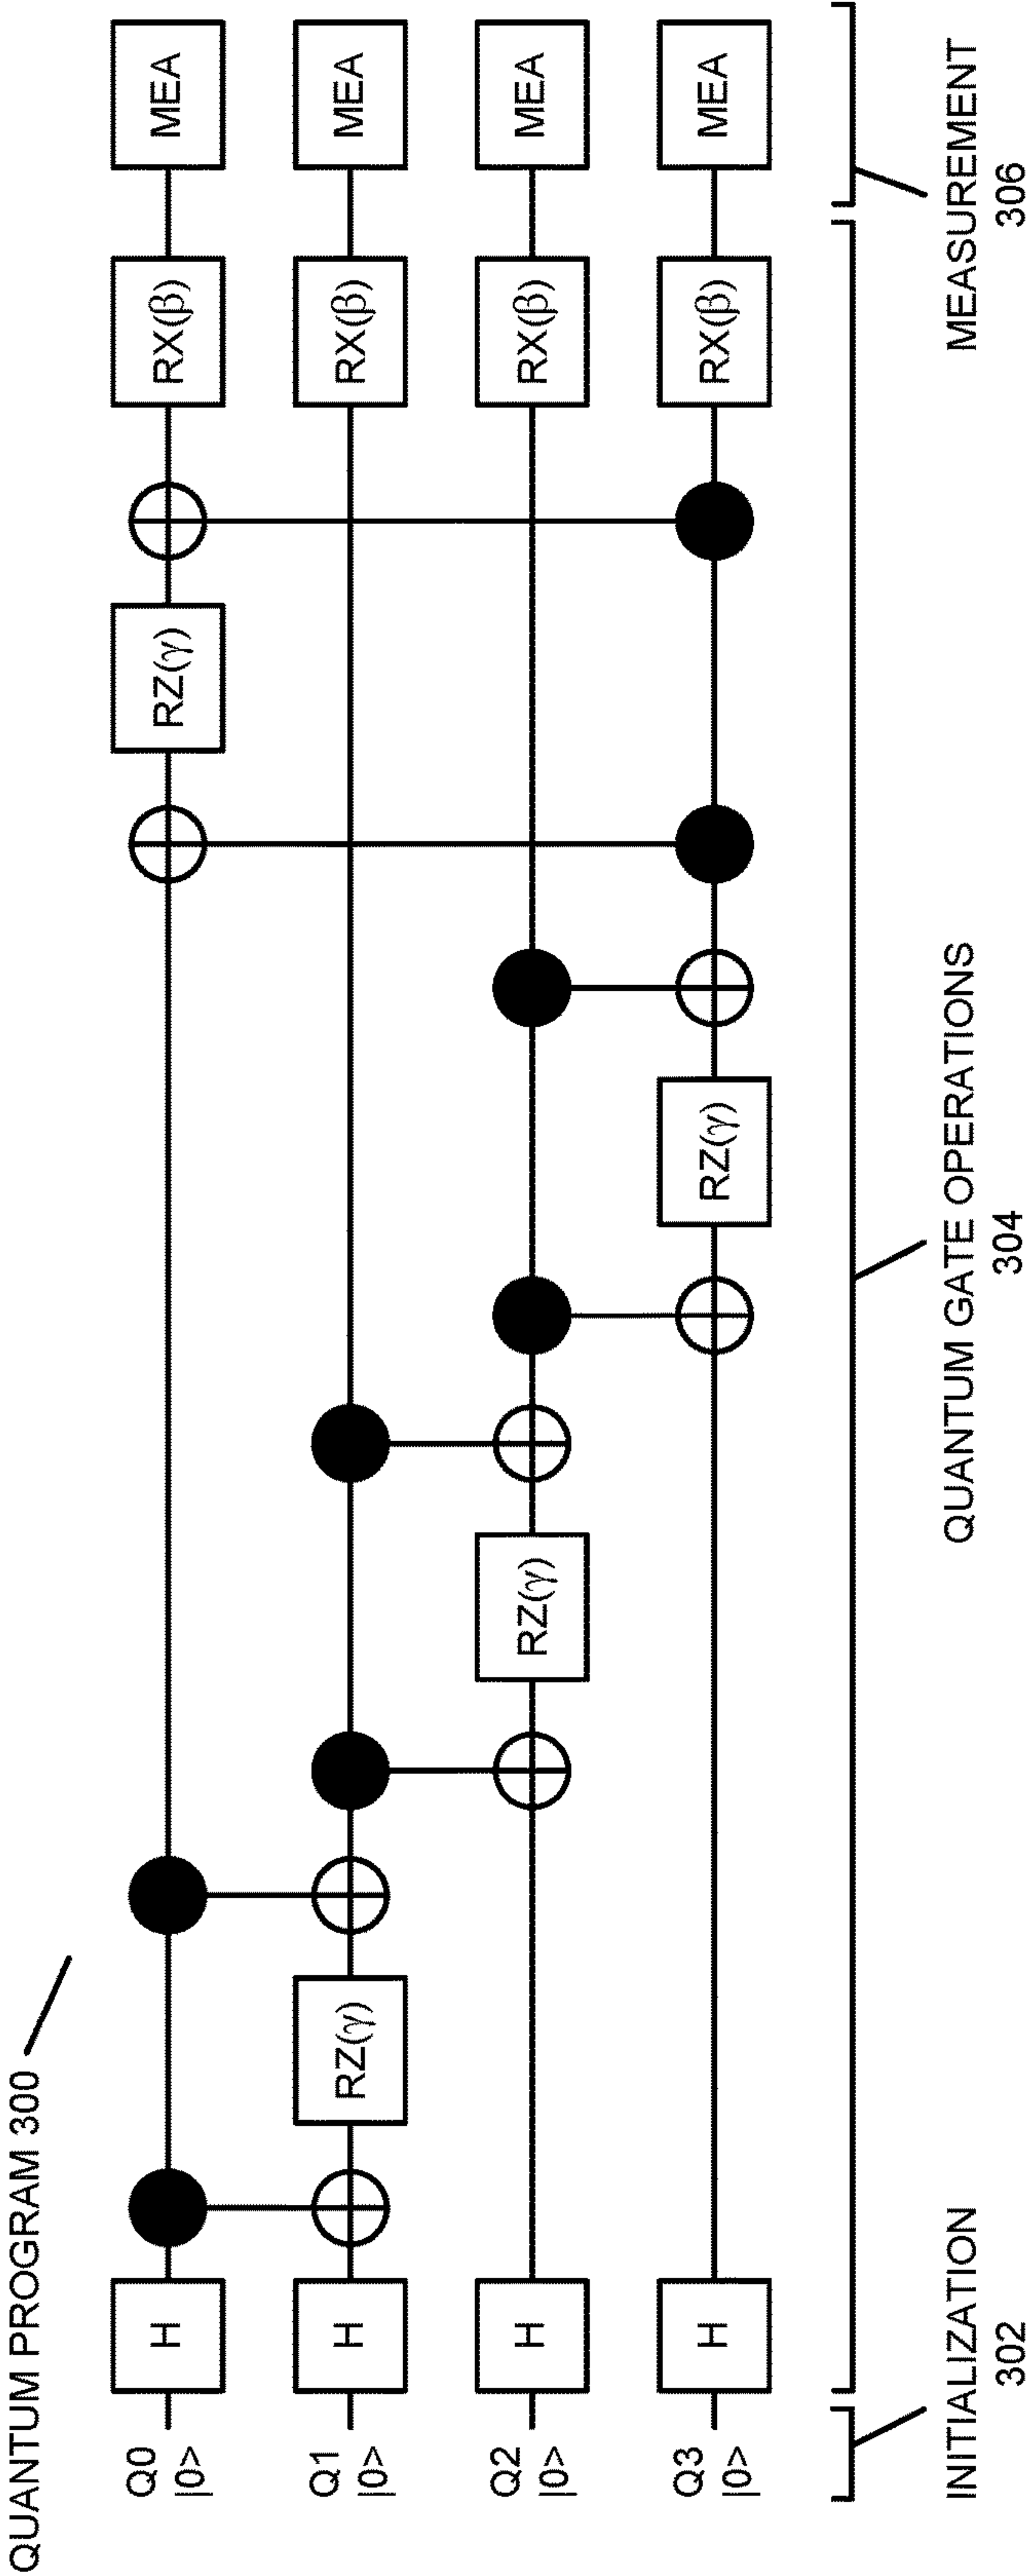 QUANTUM PROGRAM 300
Q0
|0>
H
RZ(γ)
RX(β)
MEA
Q1
|0>
H
RZ(γ)
RX(β)
MEA
Q2
|0>
H
RZ(γ)
RX(β)
MEA
Q3
|0>
H
RZ(γ)
RX(β)
MEA
INITIALIZATION
302
QUANTUM GATE OPERATIONS
304
MEASUREMENT
306